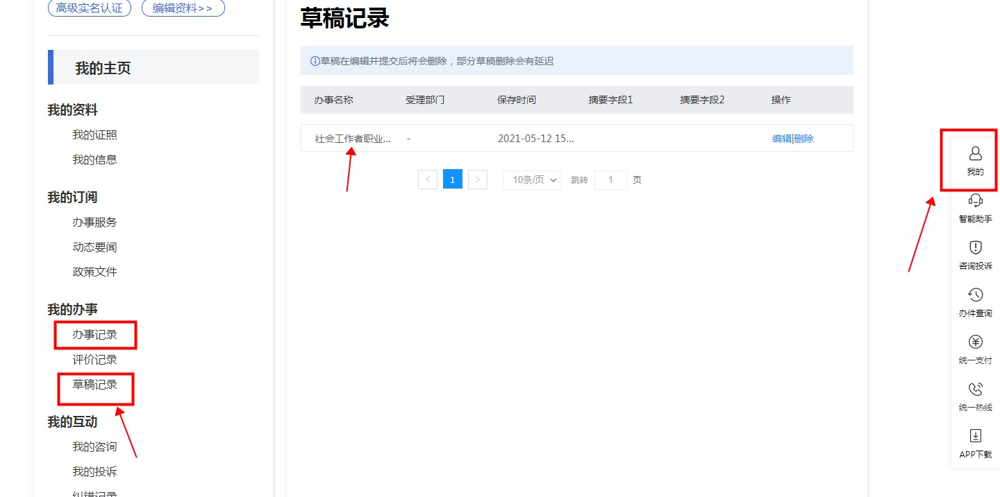 高级实名认证
编辑资料>>
我的主页
我的资料
我的证照
我的信息
我的订阅
办事服务
动态要闻
政策文件
我的办事
办事记录
评价记录
草稿记录
我的互动
我的咨询
我的投诉
纠错记录
草稿记录
草稿在编辑并提交后将会删除，部分草稿删除会有延迟
办事名称 受理部门 保存时间 摘要字段1 摘要字段2 操作
社会工作者职业... - 2021-05-12 15... 编辑|删除
< 1 > 10条/页 跳转 1 页
我的
智能助手
咨询投诉
办件查询
统一支付
统一热线
APP下载